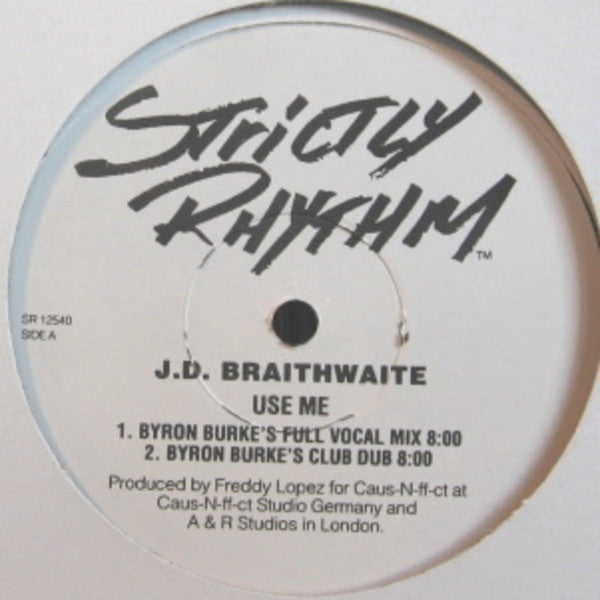 STRICTLY
RHYTHM
TM
SR 12540
SIDE A
J.D. BRAITHWAITE
USE ME
1. BYRON BURKE'S FULL VOCAL MIX 8:00
2. BYRON BURKE'S CLUB DUB 8:00
Produced by Freddy Lopez for Caus-N-ff-ct at
Caus-N-ff-ct Studio Germany and
A & R Studios in London.